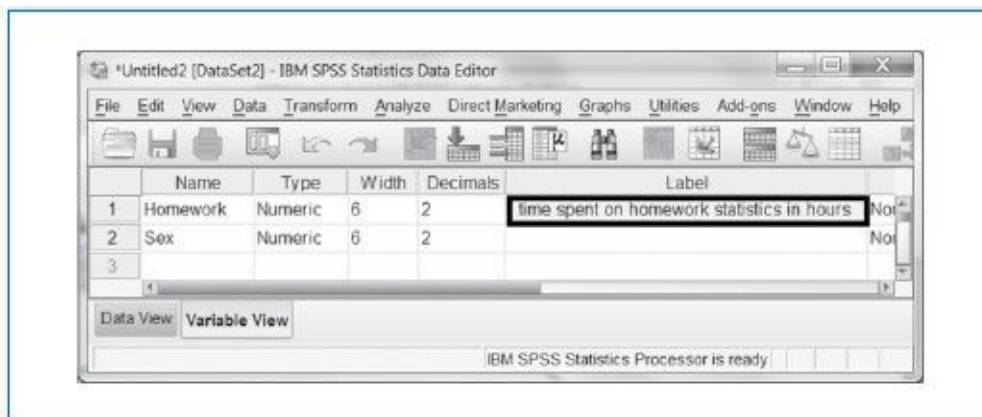 *Untitled2 [DataSet2] - IBM SPSS Statistics Data Editor
File Edit View Data Transform Analyze Direct Marketing Graphs Utilities Add-ons Window Help
Name Type Width Decimals Label
1 Homework Numeric 6 2 time spent on homework statistics in hours Nor
2 Sex Numeric 6 2 Nor
3
Data View Variable View
IBM SPSS Statistics Processor is ready